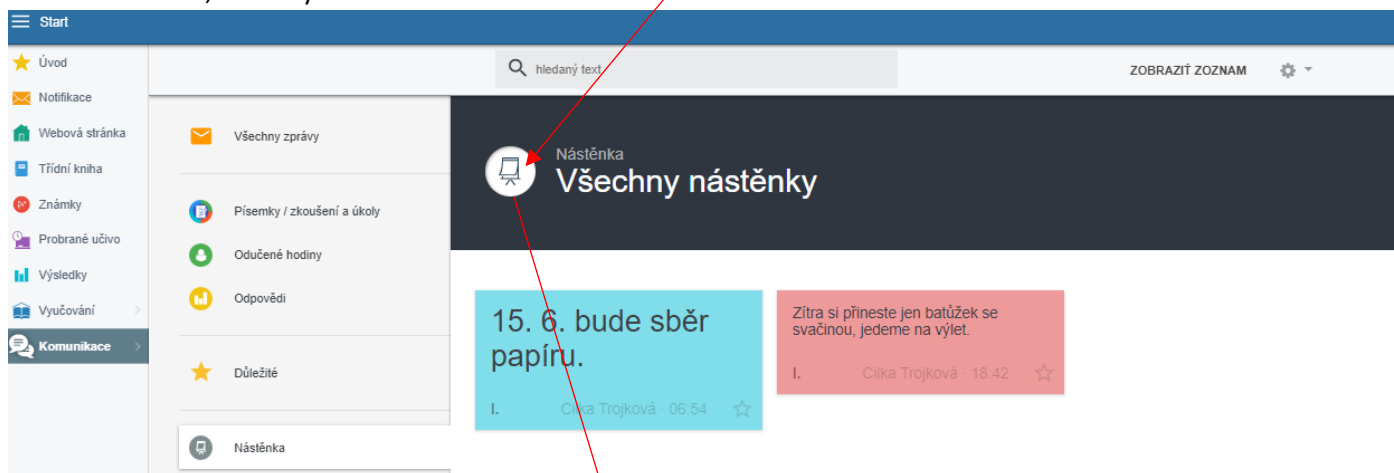 Start
Úvod
Notifikace
Webová stránka
Třídní kniha
Známky
Probrané učivo
Výsledky
Vyučování
Komunikace
hledaný text
ZOBRAZIŤ ZOZNAM
Všechny zprávy
Písemky / zkoušení a úkoly
Odučené hodiny
Odpovědi
Důležité
Nástěnka
Nástěnka
Všechny nástěnky
15. 6. bude sběr
papíru.
I. Cilka Trojková · 06:54
Zítra si přineste jen batůžek se
svačinou, jedeme na výlet.
I. Cilka Trojková · 18:42